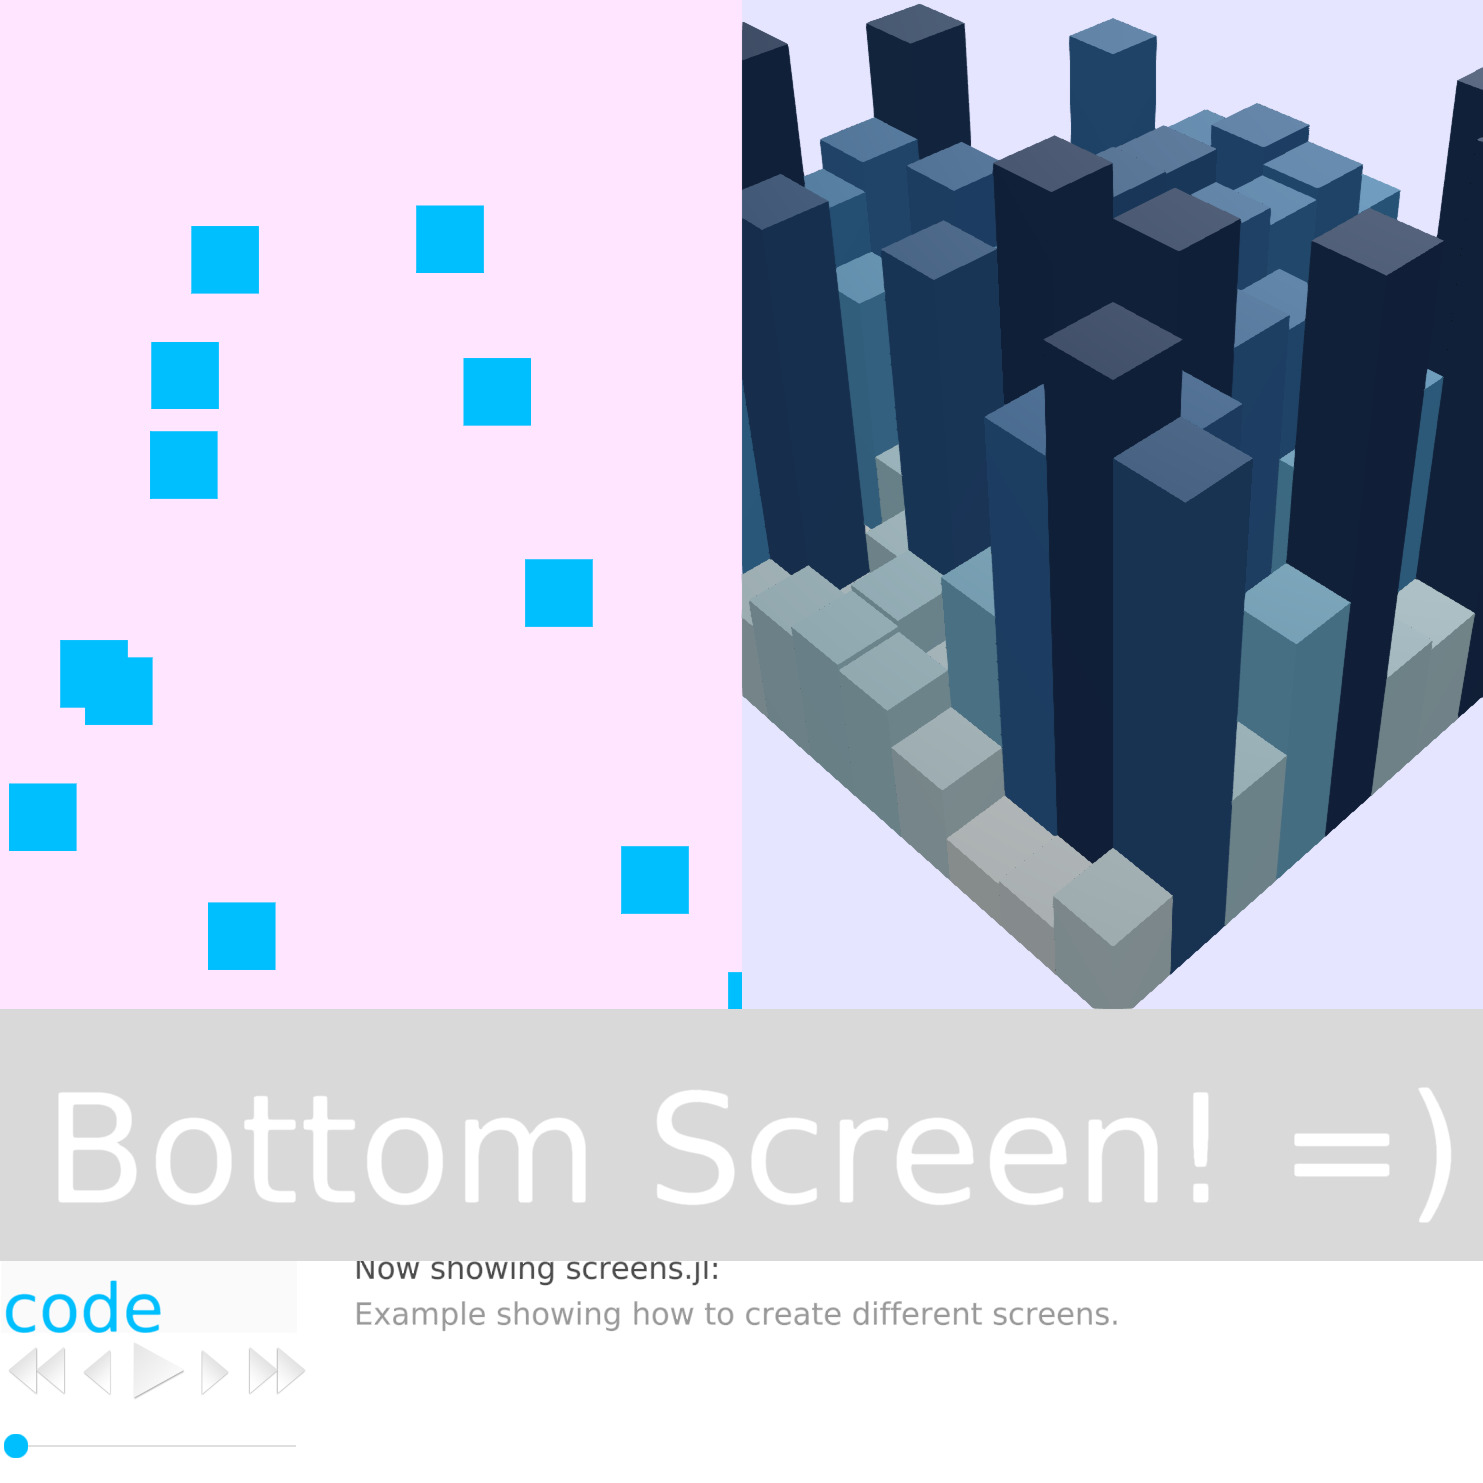 Bottom Screen! =)
code
Now showing screens.jl:
Example showing how to create different screens.